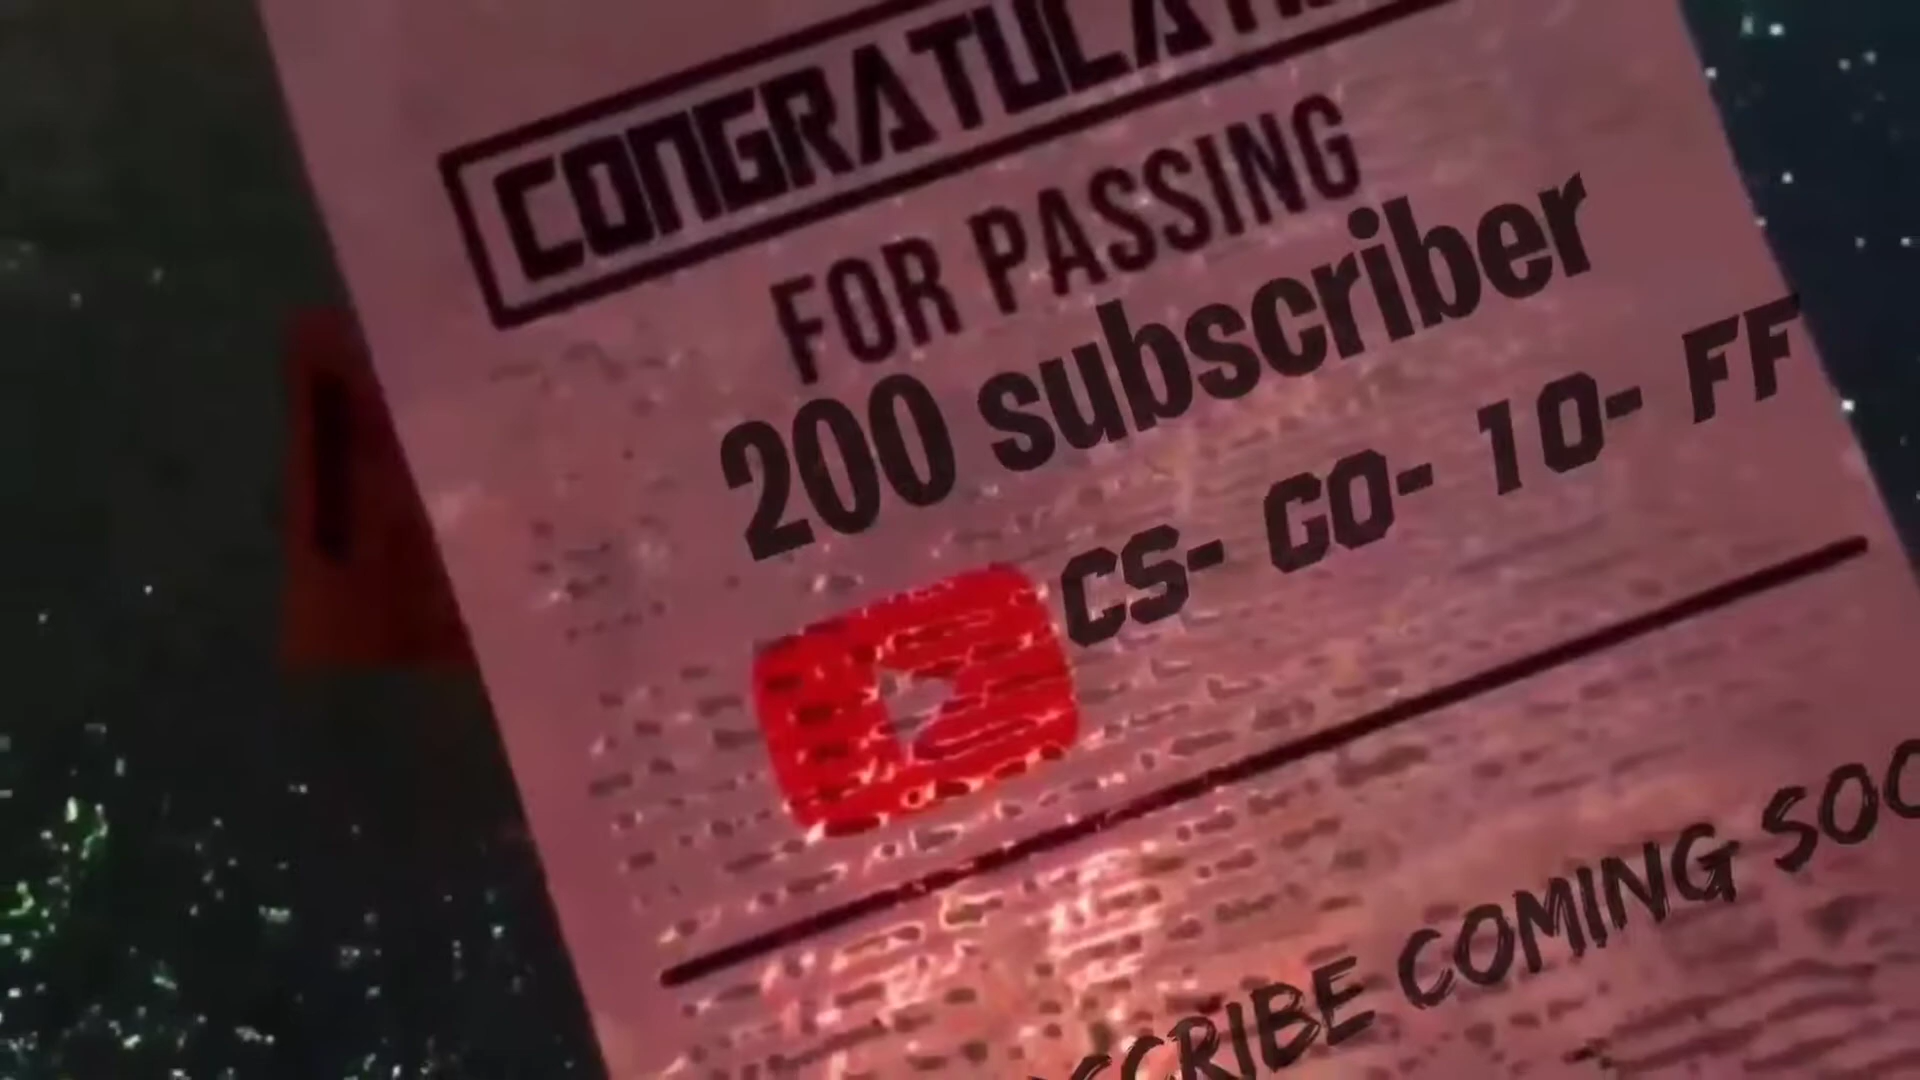 FOR PASSING
200 subscriber
CS- GO- 10- FF
COMING